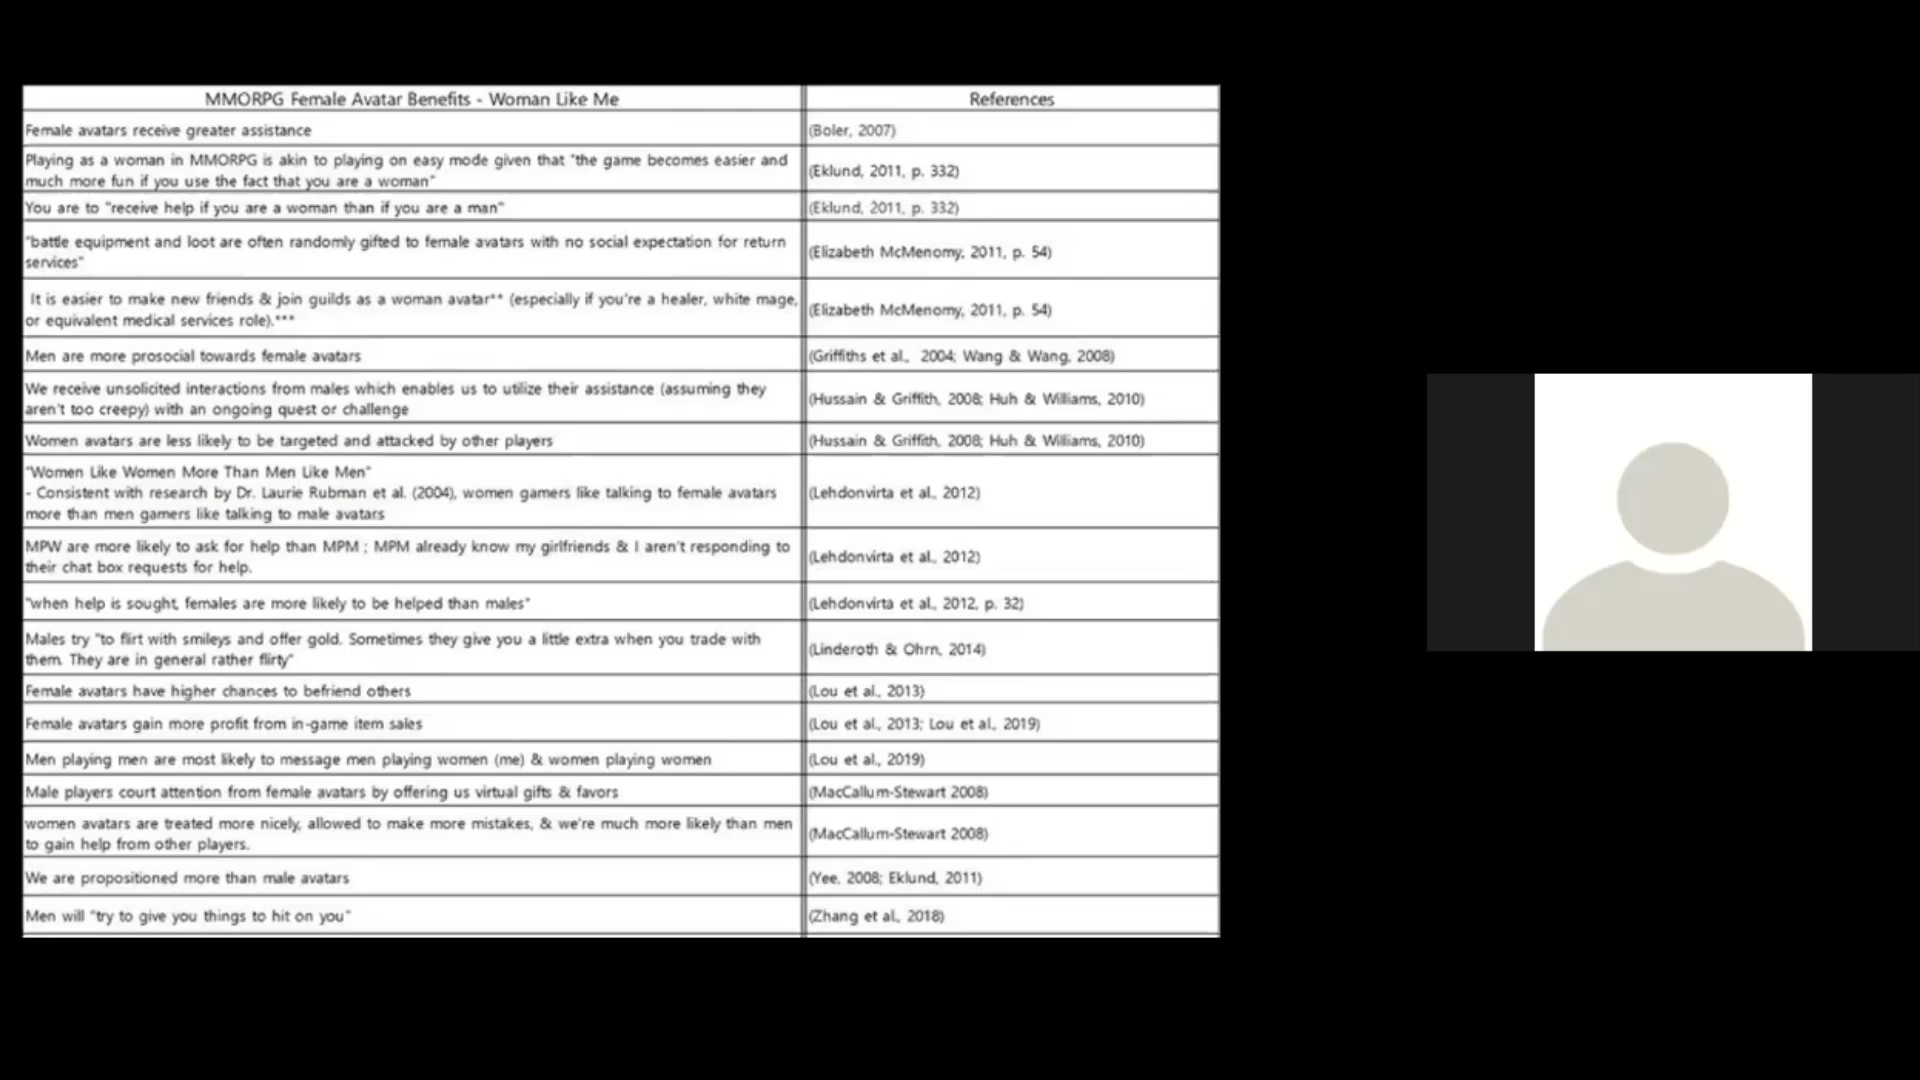 MMORPG Female Avatar Benefits - Woman Like Me
References
Female avatars receive greater assistance
(Boler, 2007)
Playing as a woman in MMORPG is akin to playing on easy mode given that "the game becomes easier and
much more fun if you use the fact that you are a woman"
(Eklund, 2011, p. 332)
You are to "receive help if you are a woman than if you are a man"
(Eklund, 2011, p. 332)
"battle equipment and loot are often randomly gifted to female avatars with no social expectation for return
services"
(Elizabeth McMenomy, 2011, p. 54)
It is easier to make new friends & join guilds as a woman avatar** (especially if you're a healer, white mage,
or equivalent medical services role).***
(Elizabeth McMenomy, 2011, p. 54)
Men are more prosocial towards female avatars
(Griffiths et al., 2004; Wang & Wang, 2008)
We receive unsolicited interactions from males which enables us to utilize their assistance (assuming they
aren't too creepy) with an ongoing quest or challenge
(Hussain & Griffith, 2008; Huh & Williams, 2010)
Women avatars are less likely to be targeted and attacked by other players
(Hussain & Griffith, 2008; Huh & Williams, 2010)
"Women Like Women More Than Men Like Men"
- Consistent with research by Dr. Laurie Rubman et al. (2004), women gamers like talking to female avatars
more than men gamers like talking to male avatars
(Lehdonvirta et al., 2012)
MPW are more likely to ask for help than MPM ; MPM already know my girlfriends & I aren't responding to
their chat box requests for help.
(Lehdonvirta et al., 2012)
"when help is sought, females are more likely to be helped than males"
(Lehdonvirta et al., 2012, p. 32)
Males try "to flirt with smileys and offer gold. Sometimes they give you a little extra when you trade with
them. They are in general rather flirty"
(Linderoth & Ohrn, 2014)
Female avatars have higher chances to befriend others
(Lou et al., 2013)
Female avatars gain more profit from in-game item sales
(Lou et al., 2013; Lou et al., 2019)
Men playing men are most likely to message men playing women (me) & women playing women
(Lou et al., 2019)
Male players court attention from female avatars by offering us virtual gifts & favors
(MacCallum-Stewart 2008)
women avatars are treated more nicely, allowed to make more mistakes, & we're much more likely than men
to gain help from other players.
(MacCallum-Stewart 2008)
We are propositioned more than male avatars
(Yee, 2008; Eklund, 2011)
Men will "try to give you things to hit on you"
(Zhang et al., 2018)